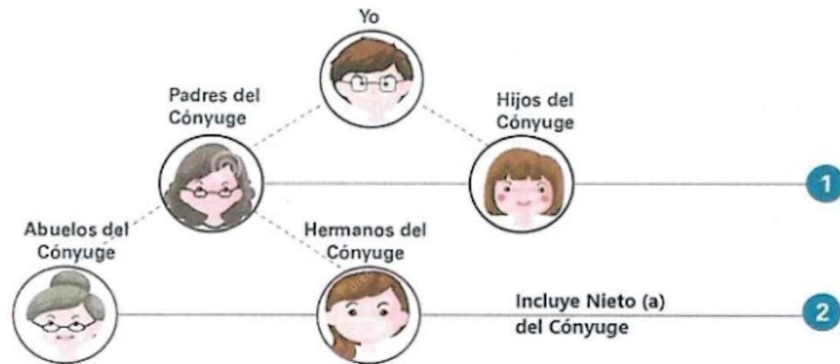 Yo
Padres del
Cónyuge
Hijos del
Cónyuge
1
Abuelos del
Cónyuge
Hermanos del
Cónyuge
Incluye Nieto (a)
del Cónyuge
2